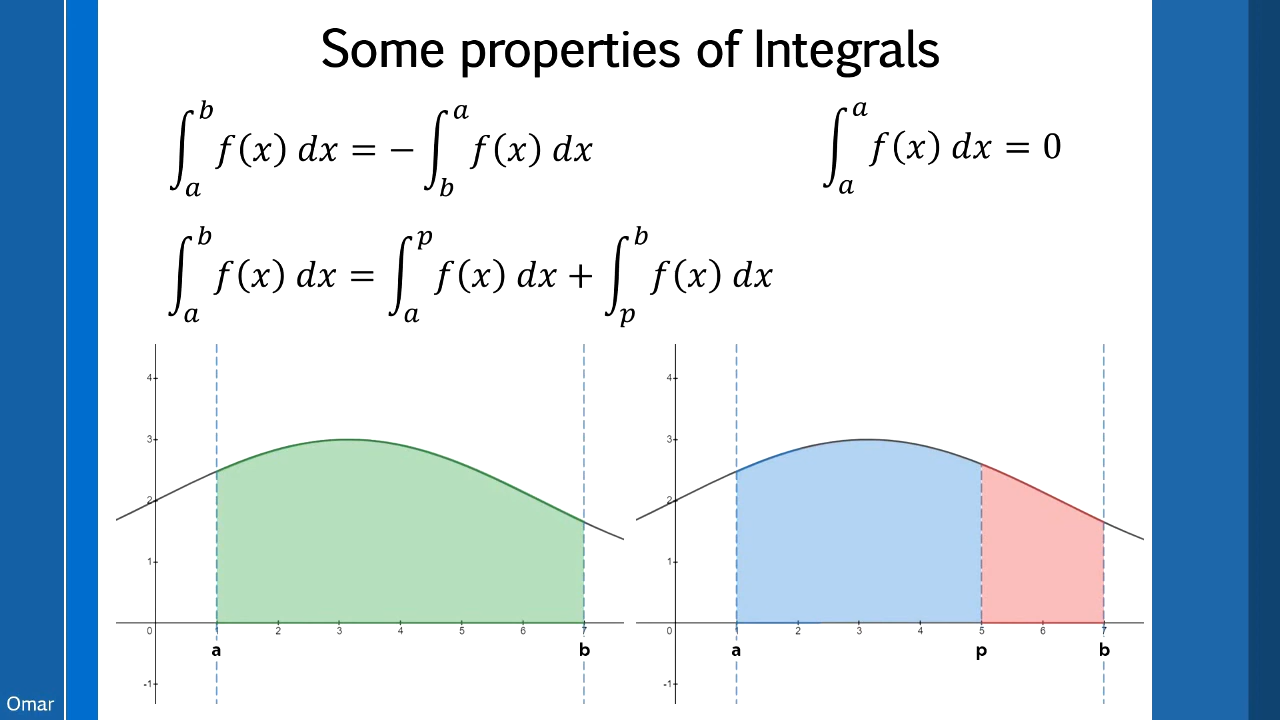 Some properties of Integrals
∫_a^b f(x) dx = − ∫_b^a f(x) dx
∫_a^a f(x) dx = 0
∫_a^b f(x) dx = ∫_a^p f(x) dx + ∫_p^b f(x) dx
4
3
2
1
0 1 2 3 4 5 6 7
a b
-1
4
3
2
1
0 1 2 3 4 5 6 7
a p b
-1
Omar